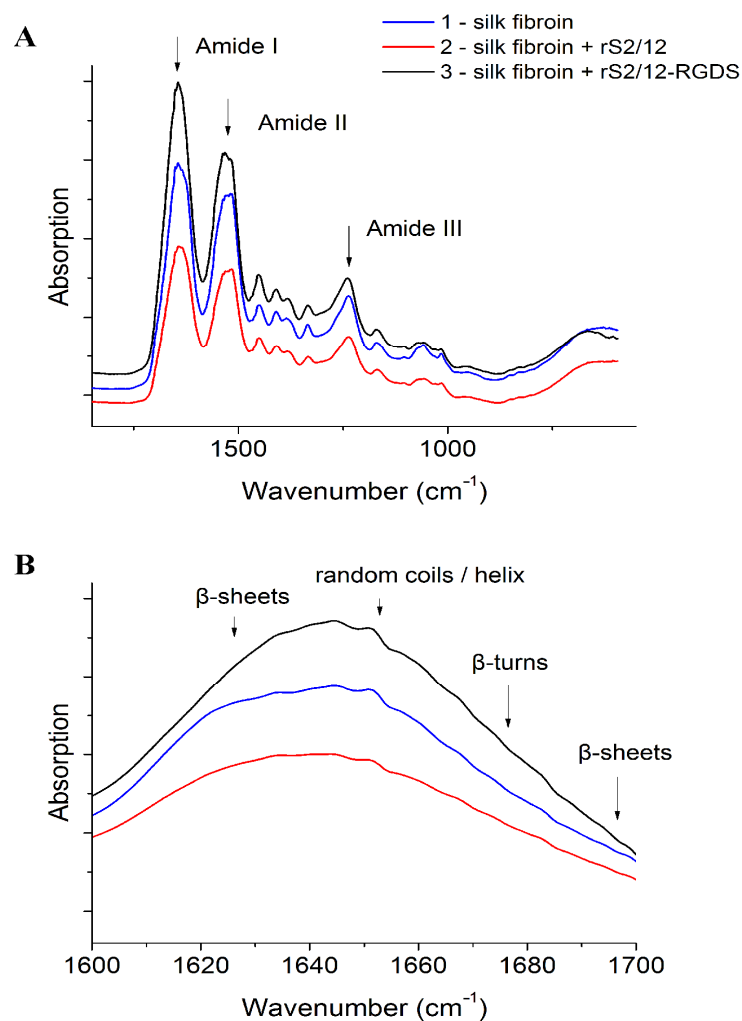 A
1 - silk fibroin
2 - silk fibroin + rS2/12
3 - silk fibroin + rS2/12-RGDS
Amide I
Amide II
Amide III
Absorption
1500
1000
Wavenumber (cm⁻¹)
B
random coils / helix
β-sheets
β-turns
β-sheets
Absorption
1600
1620
1640
1660
1680
1700
Wavenumber (cm⁻¹)